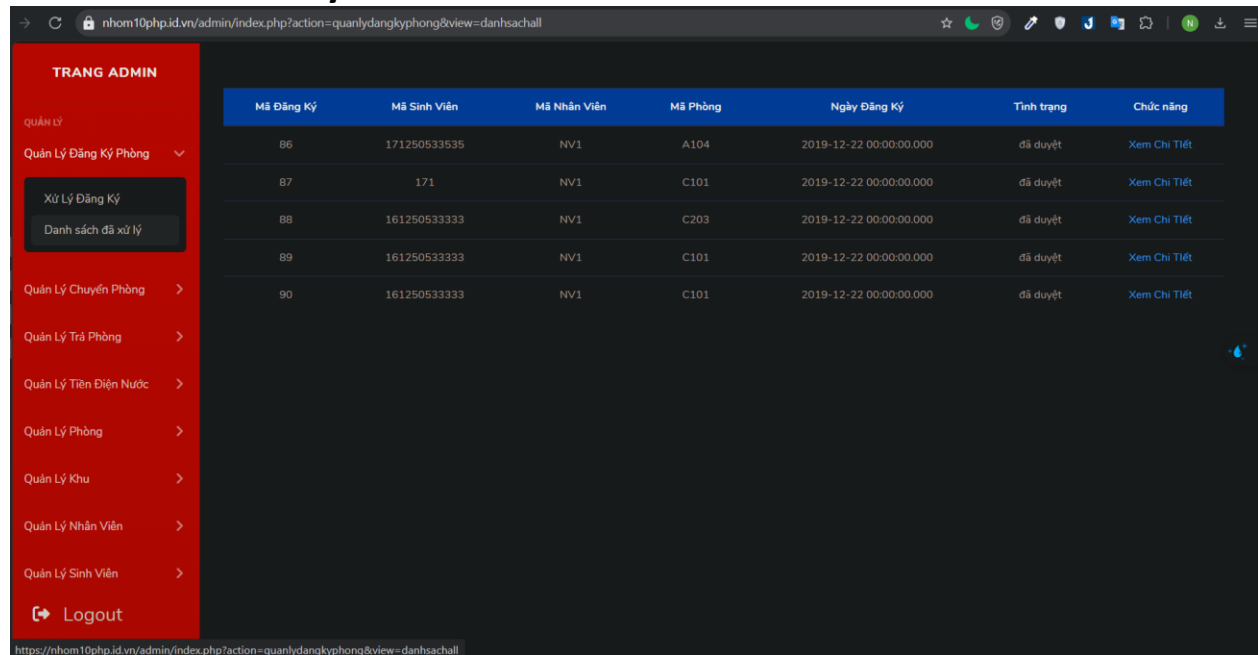 nhom10php.id.vn/admin/index.php?action=quanlydangkyphong&view=danhsachall
N
TRANG ADMIN
QUẢN LÝ
Quản Lý Đăng Ký Phòng
Xử Lý Đăng Ký
Danh sách đã xử lý
Quản Lý Chuyển Phòng
Quản Lý Trả Phòng
Quản Lý Tiền Điện Nước
Quản Lý Phòng
Quản Lý Khu
Quản Lý Nhân Viên
Quản Lý Sinh Viên
Logout
Mã Đăng Ký Mã Sinh Viên Mã Nhân Viên Mã Phòng Ngày Đăng Ký Tình trạng Chức năng
86 171250533535 NV1 A104 2019-12-22 00:00:00.000 đã duyệt Xem Chi TIết
87 171 NV1 C101 2019-12-22 00:00:00.000 đã duyệt Xem Chi TIết
88 161250533333 NV1 C203 2019-12-22 00:00:00.000 đã duyệt Xem Chi TIết
89 161250533333 NV1 C101 2019-12-22 00:00:00.000 đã duyệt Xem Chi TIết
90 161250533333 NV1 C101 2019-12-22 00:00:00.000 đã duyệt Xem Chi TIết
https://nhom10php.id.vn/admin/index.php?action=quanlydangkyphong&view=danhsachall